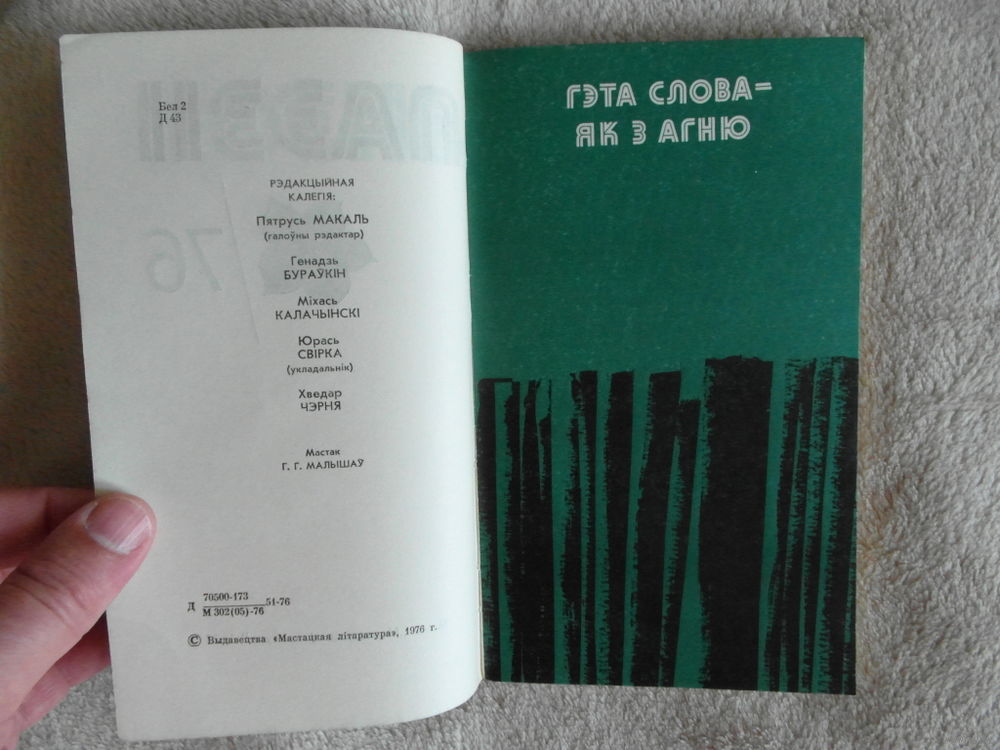 Бел 2
Д 43
РЭДАКЦЫЙНАЯ
КАЛЕГІЯ:
Пятрусь МАКАЛЬ
(галоўны рэдактар)
Генадзь
БУРАЎКІН
Міхась
КАЛАЧЫНСКІ
Юрась
СВІРКА
(укладальнік)
Хведар
ЧЭРНЯ
Мастак
Г. Г. МАЛЫШАЎ
70500-173
Д 51-76
М 302(05)-76
© Выдавецтва «Мастацкая літаратура», 1976 г.
ГЭТА СЛОВА—
ЯК З АГНЮ